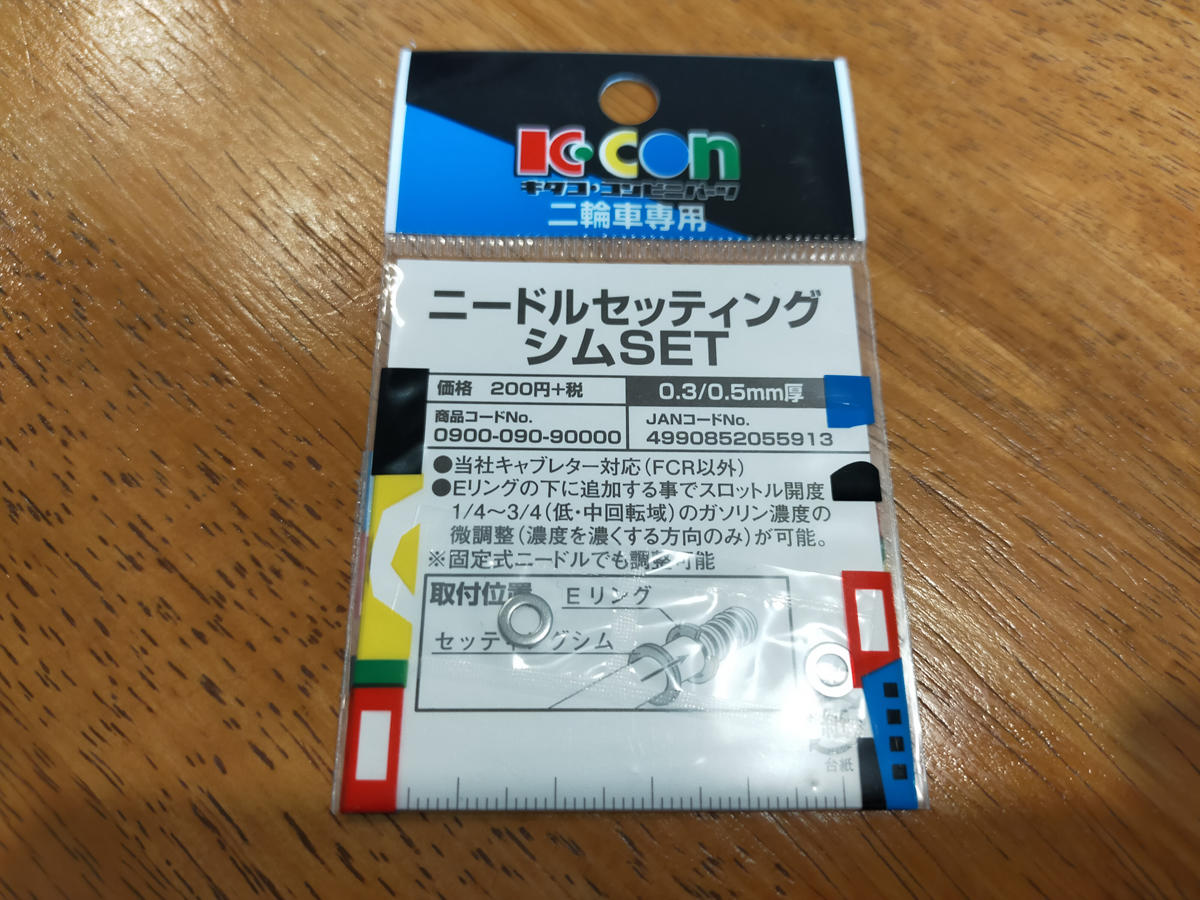 K・CON
キタコ・コンビニパーツ
二輪車専用
ニードルセッティング
シムSET
価格 200円+税 0.3/0.5mm厚
商品コードNo. JANコードNo.
0900-090-90000 4990852055913
●当社キャブレター対応(FCR以外)
●Eリングの下に追加する事でスロットル開度
1/4~3/4(低・中回転域)のガソリン濃度の
微調整(濃度を濃くする方向のみ)が可能。
※固定式ニードルでも調整可能
取付位置 Eリング
セッティングシム
紙
台紙